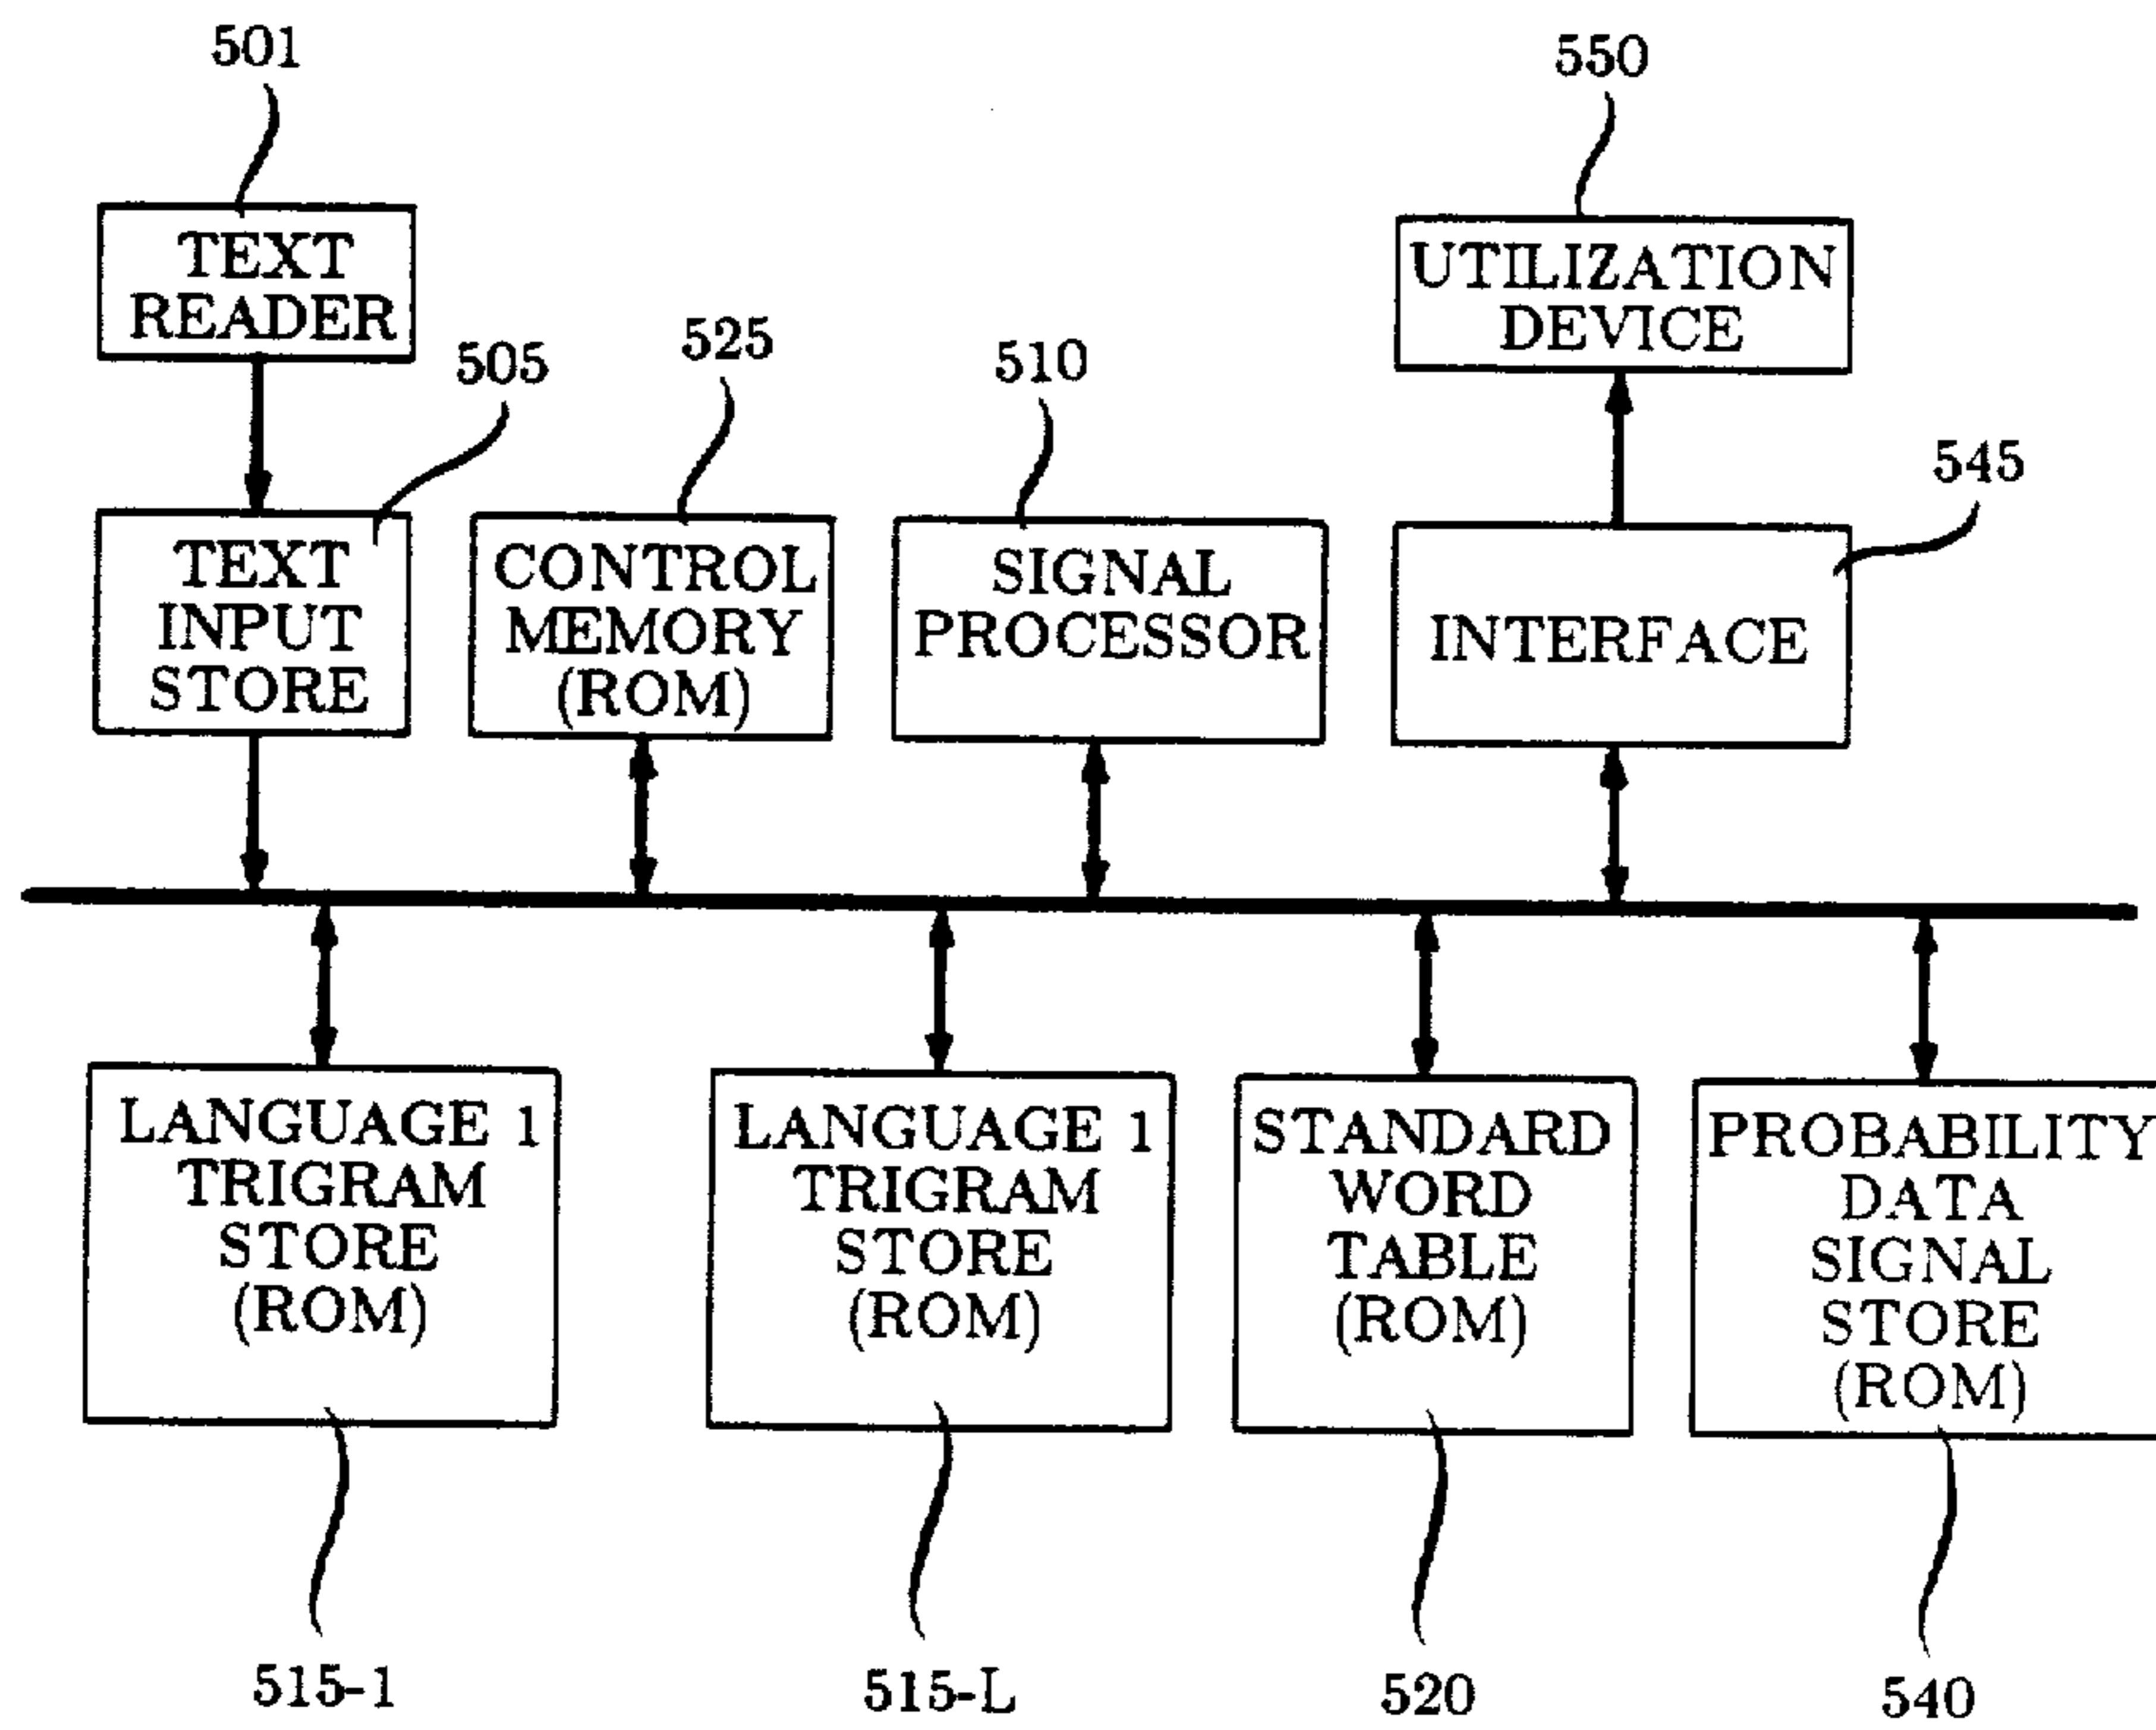 501
550
TEXT
READER
UTILIZATION
DEVICE
505
525
510
545
TEXT
INPUT
STORE
CONTROL
MEMORY
(ROM)
SIGNAL
PROCESSOR
INTERFACE
LANGUAGE 1
TRIGRAM
STORE
(ROM)
LANGUAGE 1
TRIGRAM
STORE
(ROM)
STANDARD
WORD
TABLE
(ROM)
PROBABILITY
DATA
SIGNAL
STORE
(ROM)
515-1
515-L
520
540